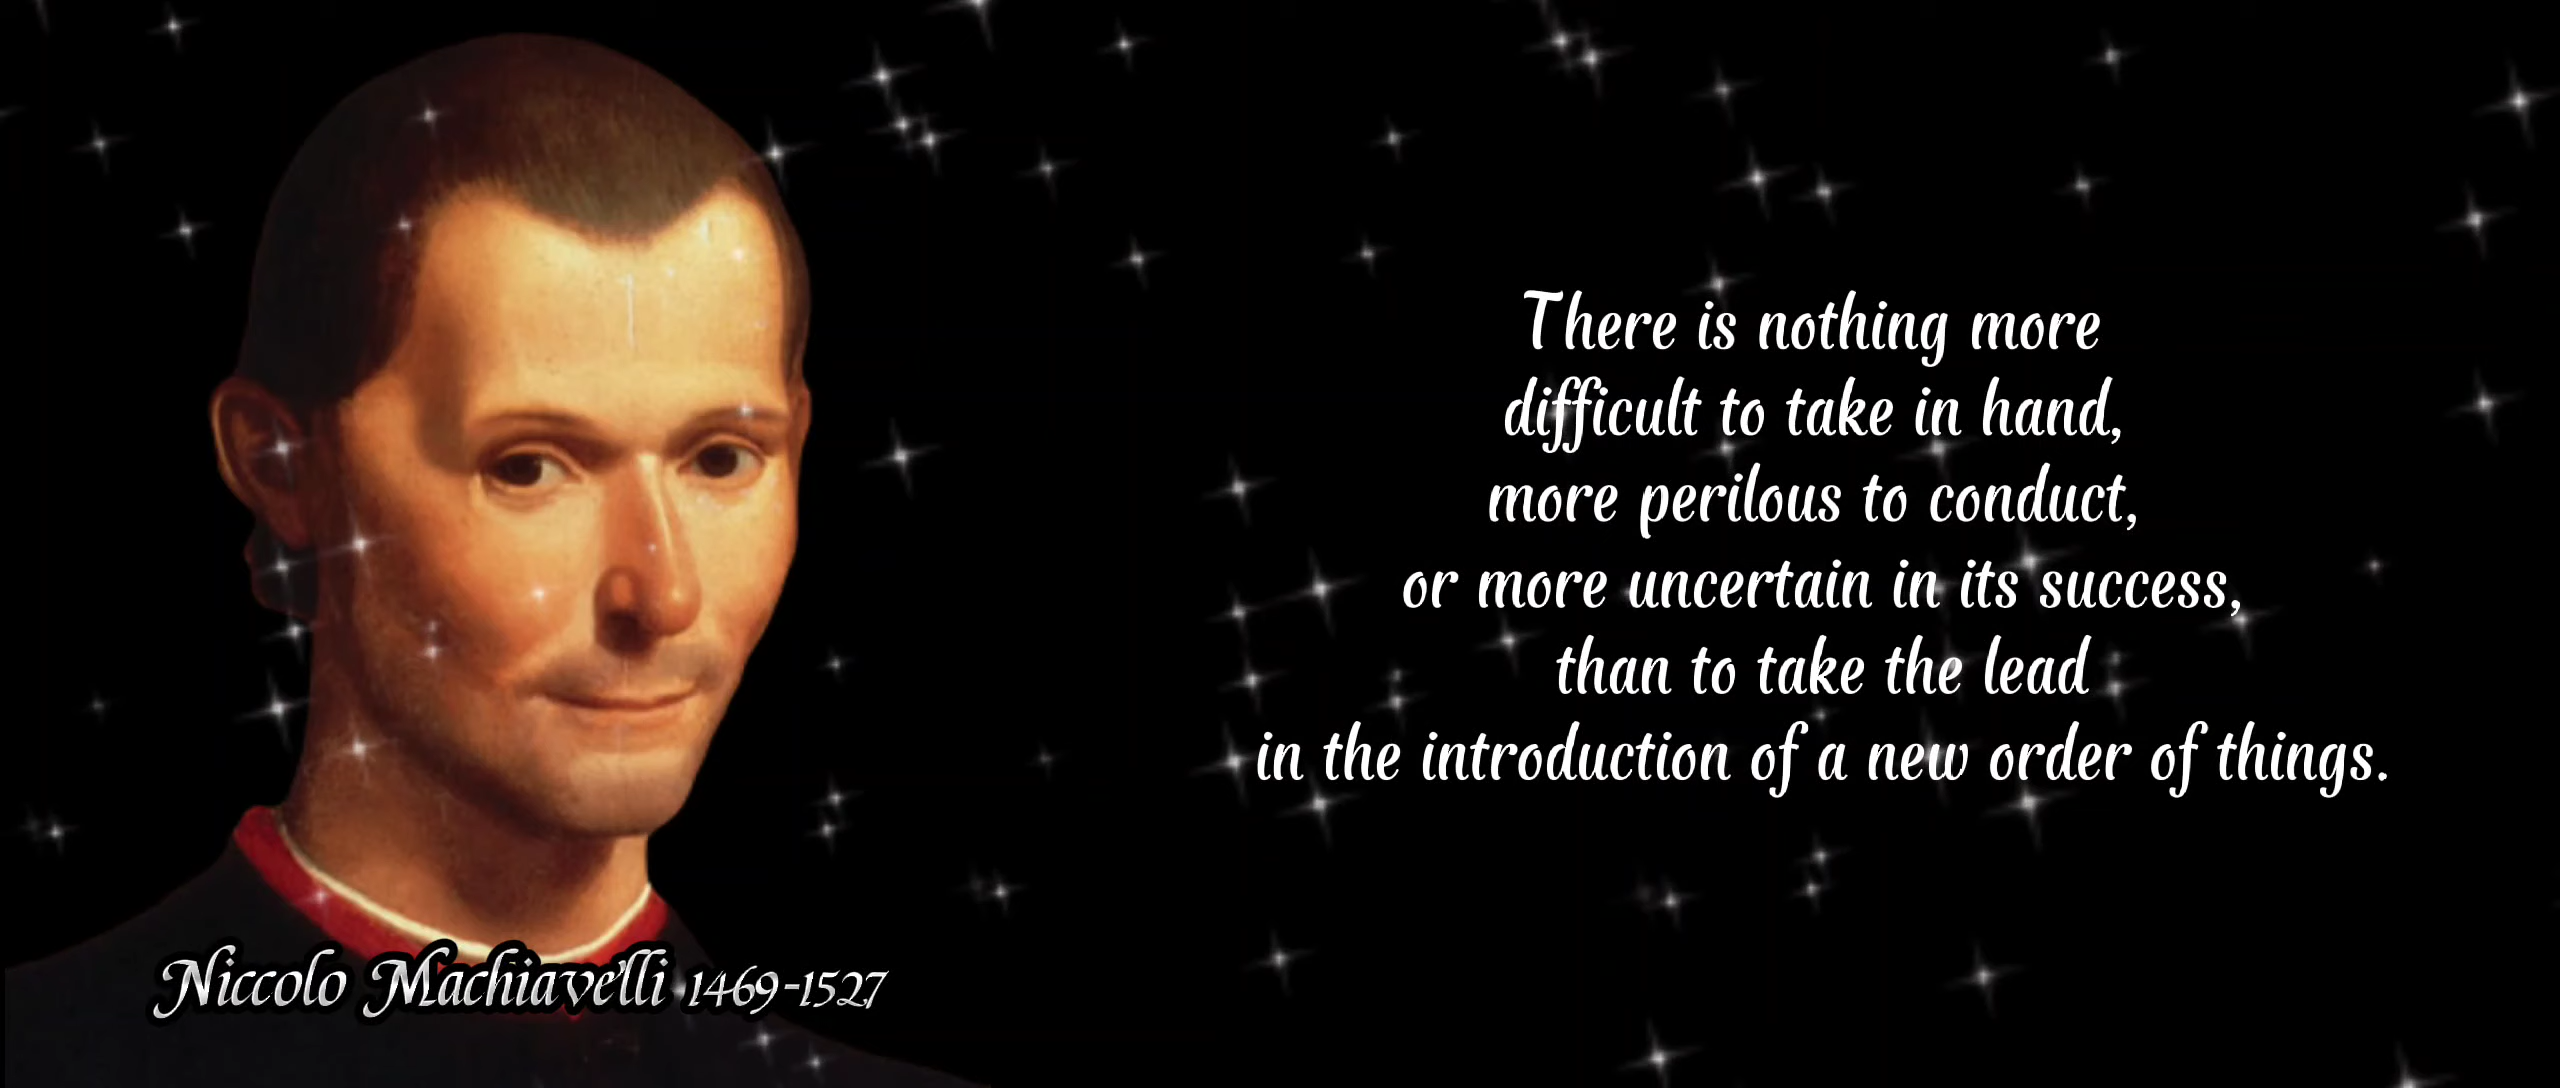 There is nothing more
difficult to take in hand,
more perilous to conduct,
or more uncertain in its success,
than to take the lead
in the introduction of a new order of things.
Niccolo Machiavelli 1469-1527